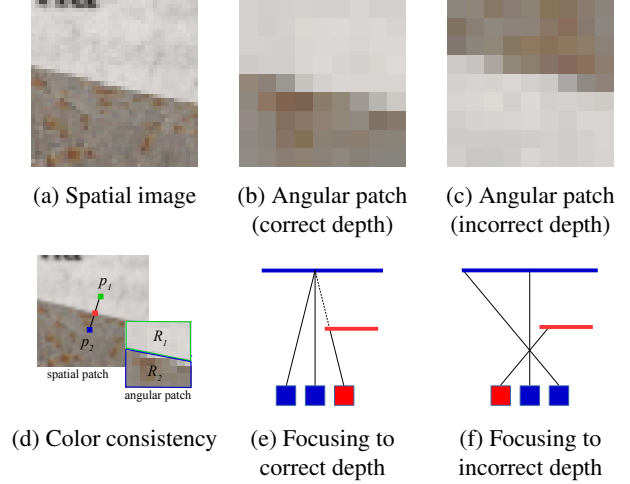 (a) Spatial image
(b) Angular patch
(correct depth)
(c) Angular patch
(incorrect depth)
p1
p2
R1
R2
spatial patch
angular patch
(d) Color consistency
(e) Focusing to
correct depth
(f) Focusing to
incorrect depth